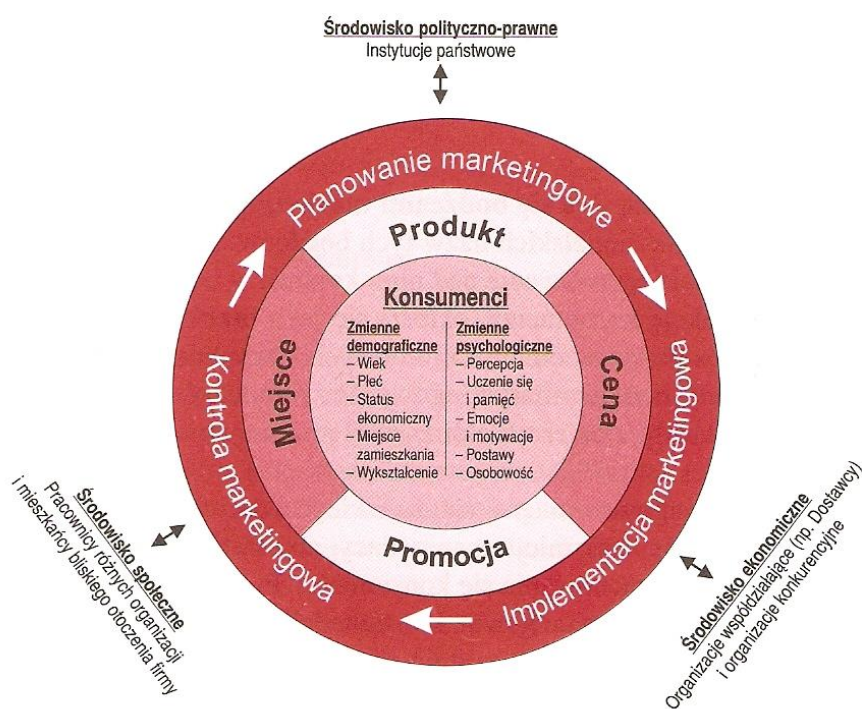 Środowisko polityczno-prawne
Instytucje państwowe
Planowanie marketingowe
Produkt
Konsumenci
Zmienne
demograficzne
– Wiek
– Płeć
– Status
ekonomiczny
– Miejsce
zamieszkania
– Wykształcenie
Zmienne
psychologiczne
– Percepcja
– Uczenie się
i pamięć
– Emocje
i motywacje
– Postawy
– Osobowość
Miejsce
Cena
Promocja
Kontrola marketingowa
Implementacja marketingowa
Środowisko społeczne
Pracownicy różnych organizacji
i mieszkańcy bliskiego otoczenia firmy
Środowisko ekonomiczne
Organizacje współdziałające (np. Dostawcy)
i organizacje konkurencyjne